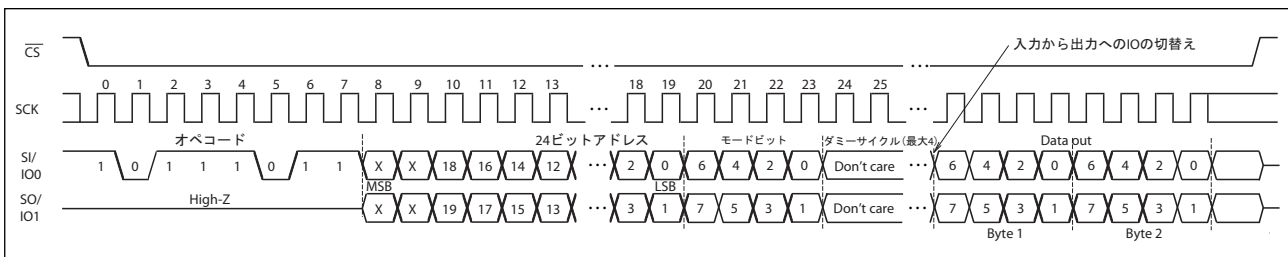 入力から出力へのIOの切替え
CS
...
...
0 1 2 3 4 5 6 7 8 9 10 11 12 13 18 19 20 21 22 23 24 25
SCK
...
...
オペコード 24ビットアドレス モードビット ダミーサイクル(最大4) Data put
SI/
IO0
1 0 1 1 1 0 1 1 X X 18 16 14 12 ... 2 0 6 4 2 0 Don't care ... 6 4 2 0 6 4 2 0
MSB LSB
SO/
IO1
High-Z X X 19 17 15 13 ... 3 1 7 5 3 1 Don't care ... 7 5 3 1 7 5 3 1
Byte 1 Byte 2